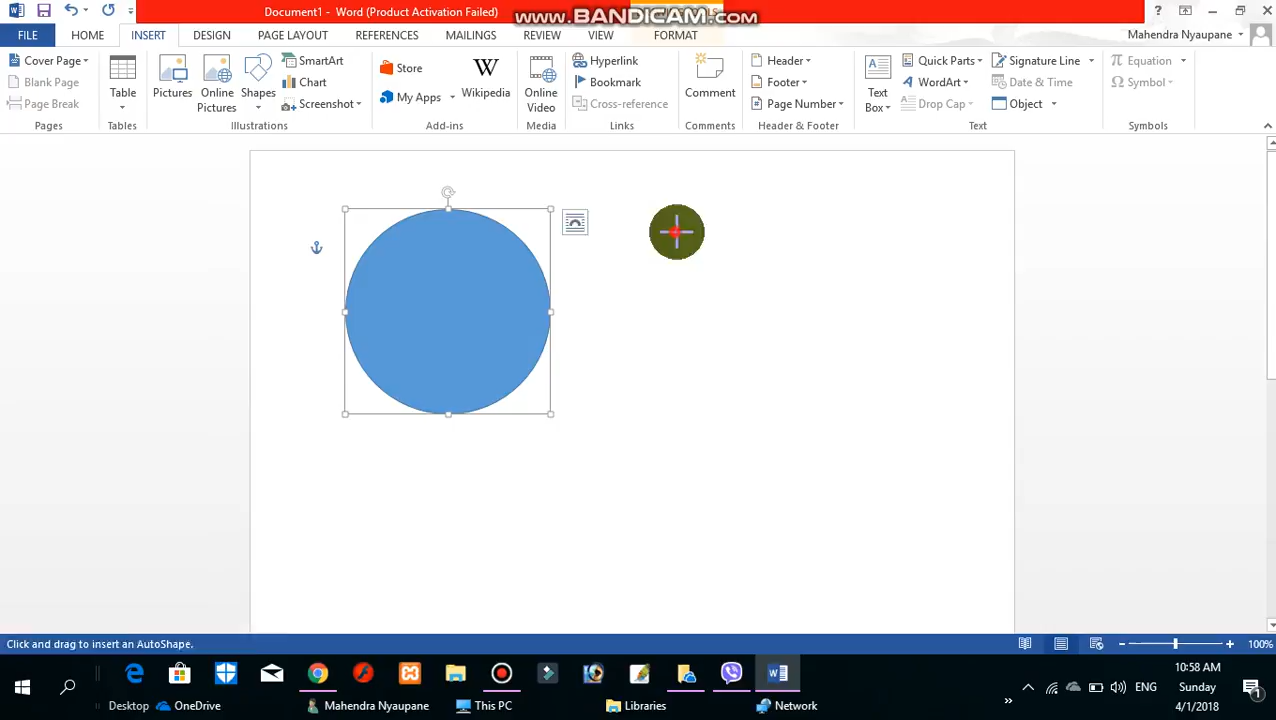 Document1 - Word (Product Activation Failed)
www.BANDICAM.com
?
FILE
HOME
INSERT
DESIGN
PAGE LAYOUT
REFERENCES
MAILINGS
REVIEW
VIEW
FORMAT
Mahendra Nyaupane
Cover Page
Blank Page
Page Break
Pages
Table
Tables
Pictures
Online
Pictures
Shapes
SmartArt
Chart
Screenshot
Illustrations
Store
My Apps
W
Wikipedia
Add-ins
Online
Video
Media
Hyperlink
Bookmark
Cross-reference
Links
Comment
Comments
Header
Footer
Page Number
Header & Footer
Text
Box
Quick Parts
WordArt
Drop Cap
Signature Line
Date & Time
Object
Text
Equation
Symbol
Symbols
Click and drag to insert an AutoShape.
100%
10:58 AM
Sunday
4/1/2018
ENG
1
Desktop
OneDrive
Mahendra Nyaupane
This PC
Libraries
Network